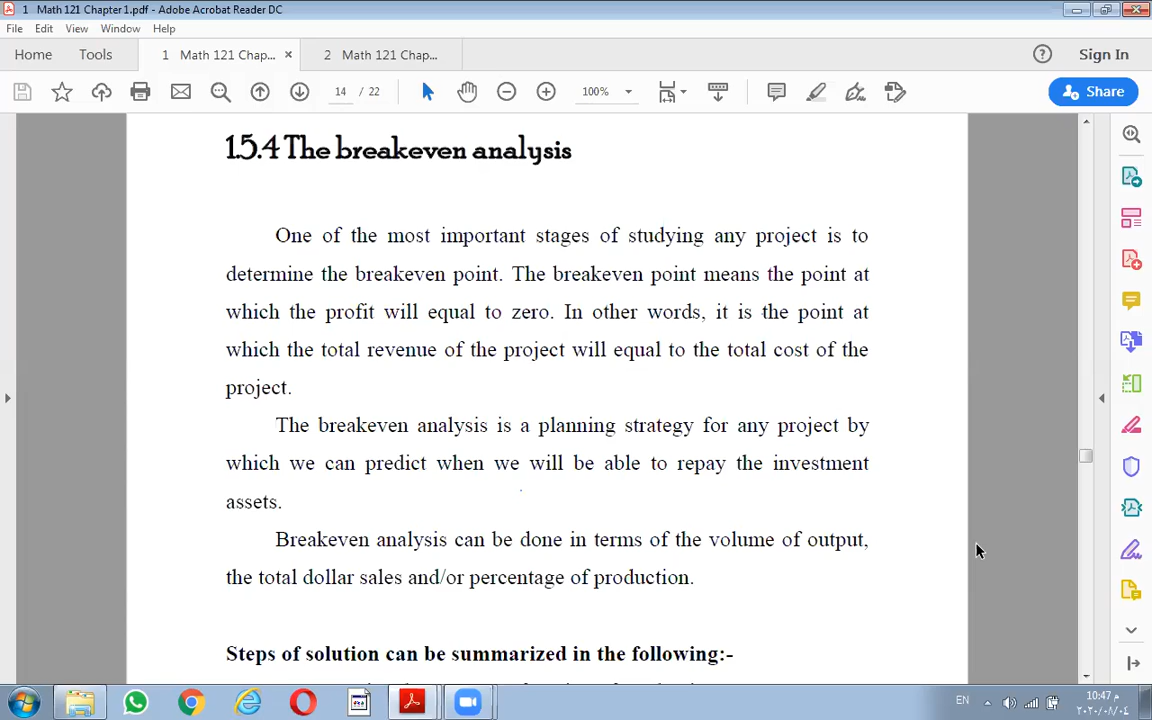 1 Math 121 Chapter 1.pdf - Adobe Acrobat Reader DC
File Edit View Window Help
Home Tools 1 Math 121 Chap... × 2 Math 121 Chap... Sign In
14 / 22 100% Share
1.5.4 The breakeven analysis
One of the most important stages of studying any project is to
determine the breakeven point. The breakeven point means the point at
which the profit will equal to zero. In other words, it is the point at
which the total revenue of the project will equal to the total cost of the
project.
The breakeven analysis is a planning strategy for any project by
which we can predict when we will be able to repay the investment
assets.
Breakeven analysis can be done in terms of the volume of output,
the total dollar sales and/or percentage of production.
Steps of solution can be summarized in the following:-
EN
10:47 م
٢٠٢٠/٠٨/٠٤